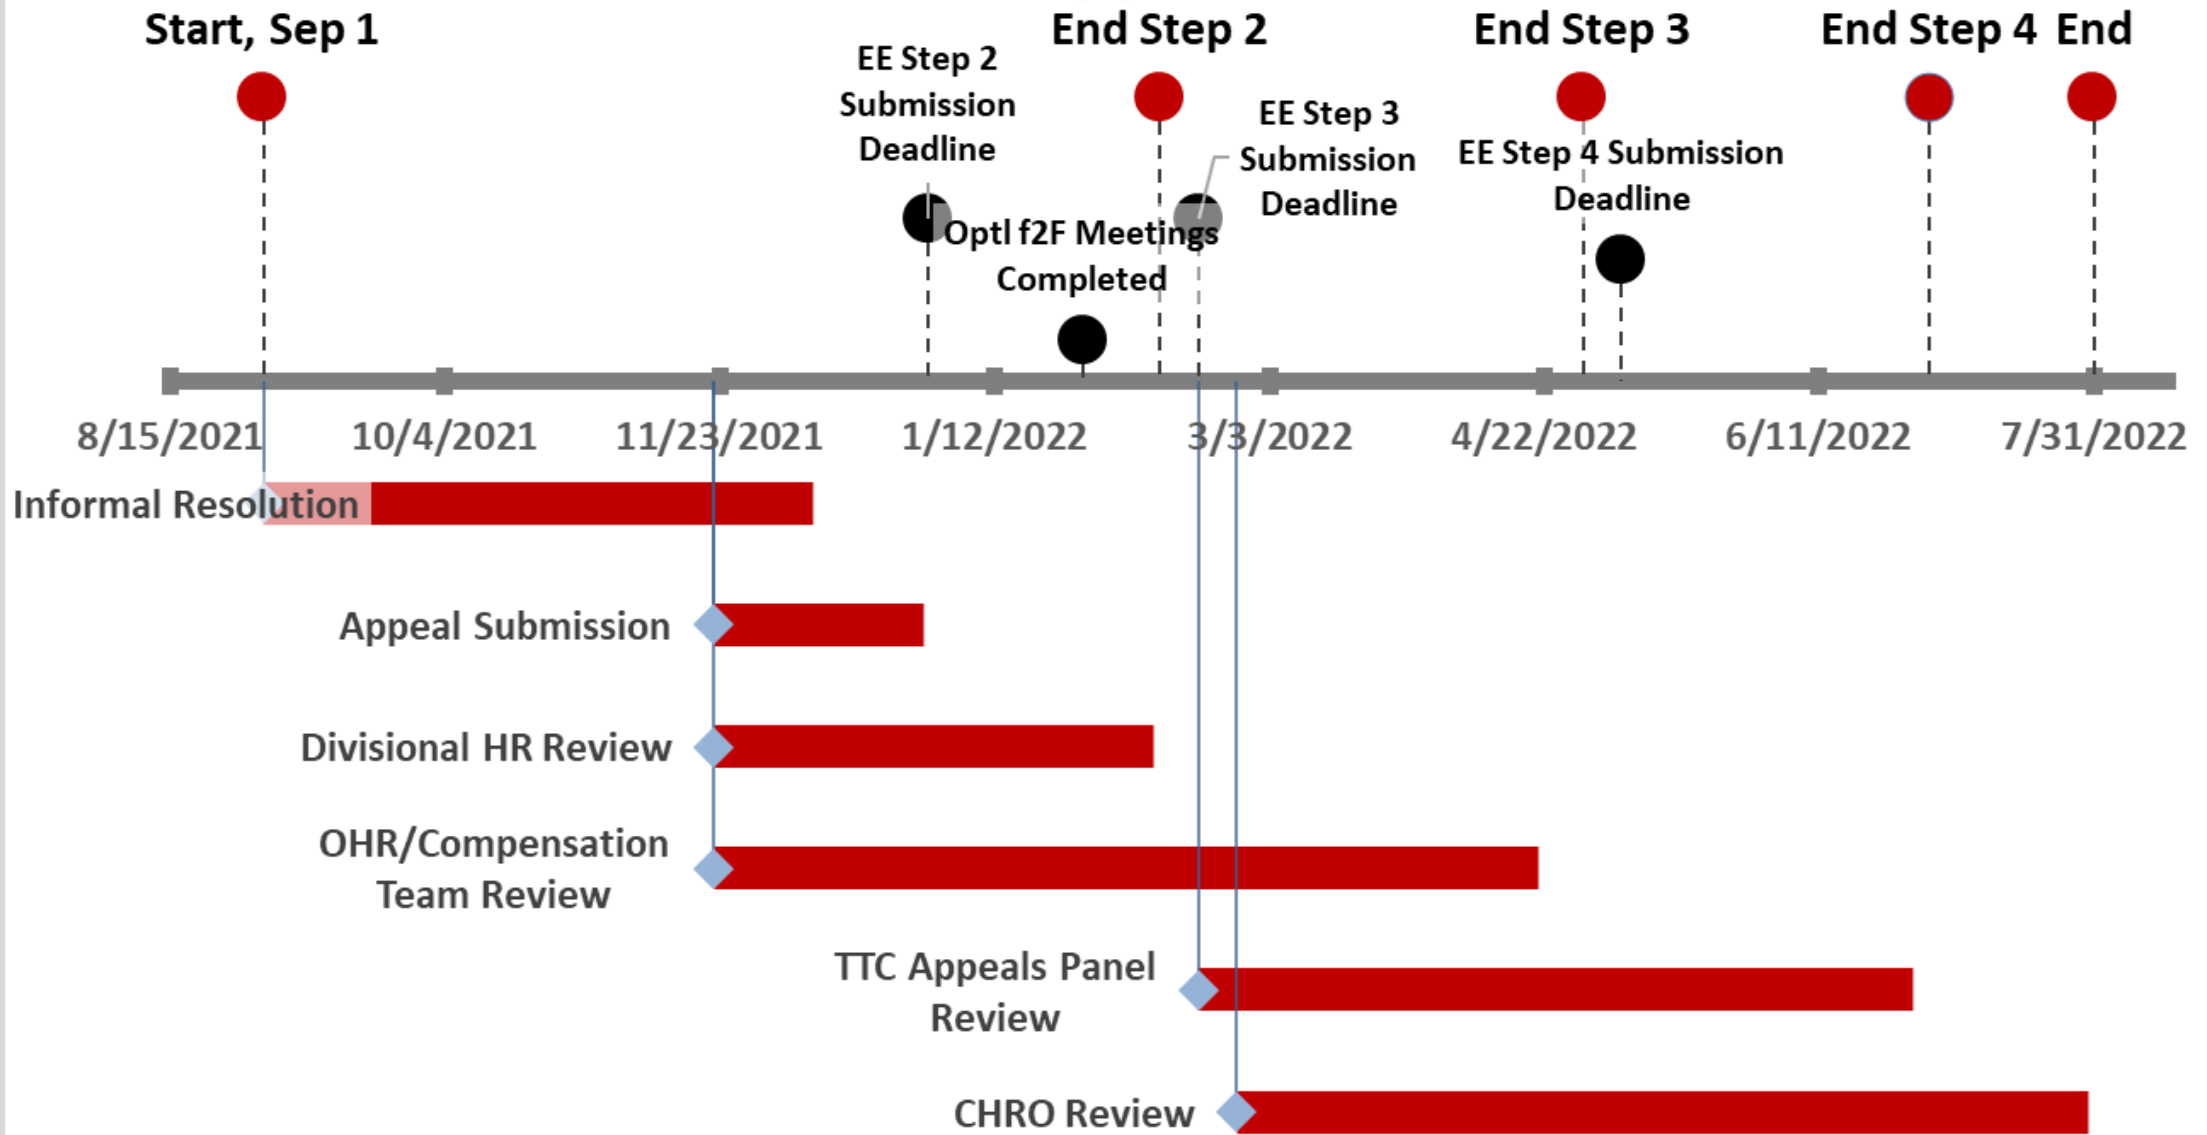 Start, Sep 1
End Step 2
End Step 3
End Step 4
End
EE Step 2
Submission
Deadline
EE Step 3
Submission
Deadline
EE Step 4 Submission
Deadline
Optl f2F Meetings
Completed
8/15/2021
10/4/2021
11/23/2021
1/12/2022
3/3/2022
4/22/2022
6/11/2022
7/31/2022
Informal Resolution
Appeal Submission
Divisional HR Review
OHR/Compensation
Team Review
TTC Appeals Panel
Review
CHRO Review